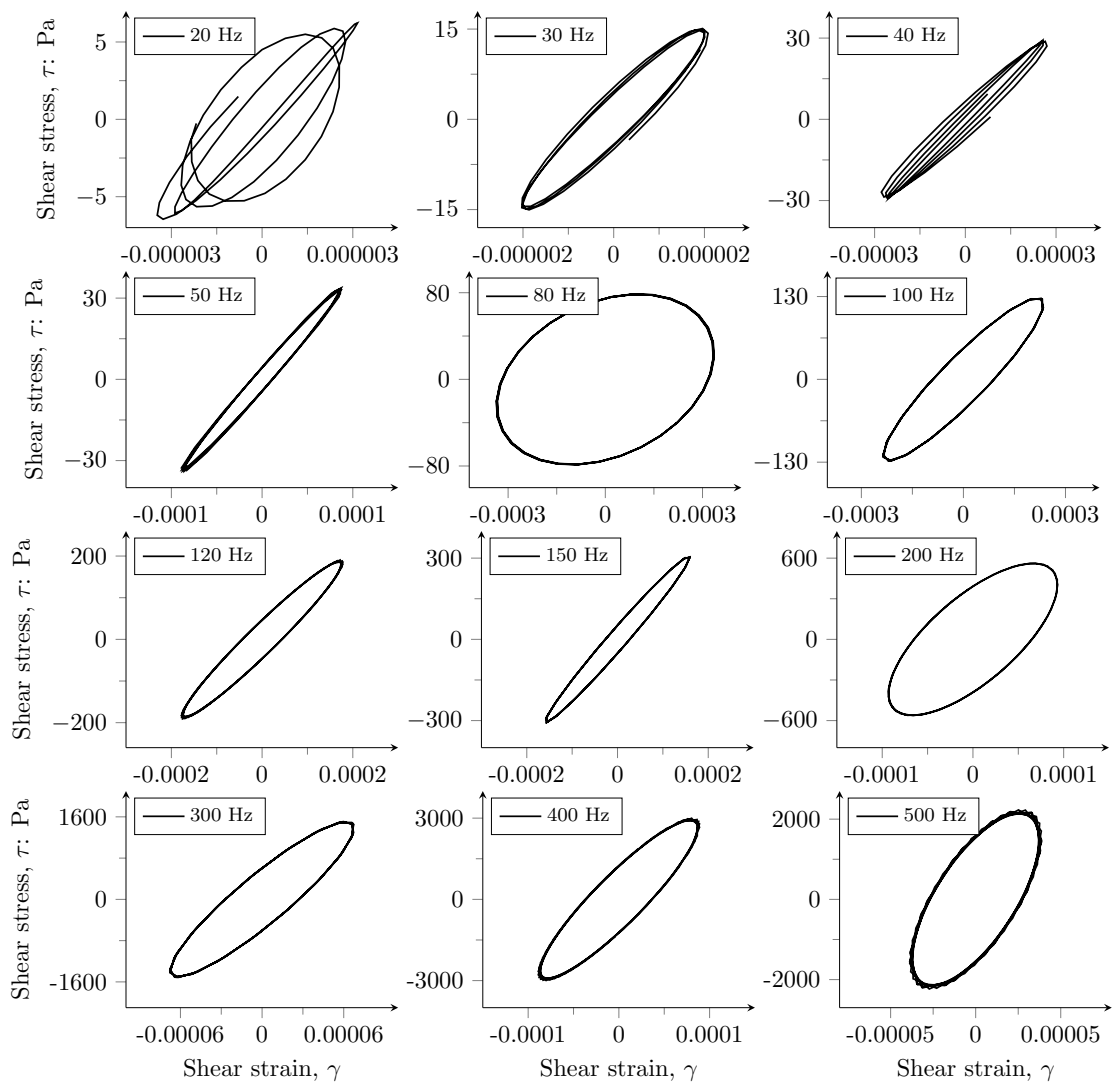 20 Hz
Shear stress, τ: Pa
5
0
−5
-0.000003 0 0.000003
30 Hz
15
0
−15
-0.000002 0 0.000002
40 Hz
30
0
−30
-0.000003 0 0.000003
50 Hz
Shear stress, τ: Pa
30
0
−30
-0.0001 0 0.0001
80 Hz
80
0
−80
-0.0003 0 0.0003
100 Hz
130
0
−130
-0.0003 0 0.0003
120 Hz
Shear stress, τ: Pa
200
0
−200
-0.0002 0 0.0002
150 Hz
300
0
−300
-0.0002 0 0.0002
200 Hz
600
0
−600
-0.0001 0 0.0001
300 Hz
Shear stress, τ: Pa
1600
0
-1600
-0.00006 0 0.00006
Shear strain, γ
400 Hz
3000
0
-3000
-0.0001 0 0.0001
Shear strain, γ
500 Hz
2000
0
-2000
-0.00005 0 0.00005
Shear strain, γ